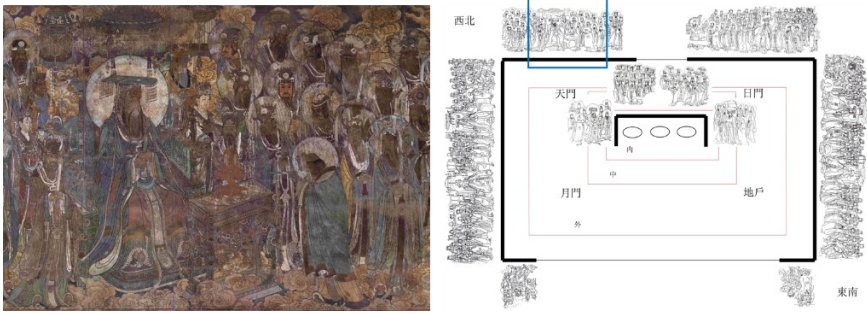 西北
天門
日門
內
中
月門
地戶
外
東南